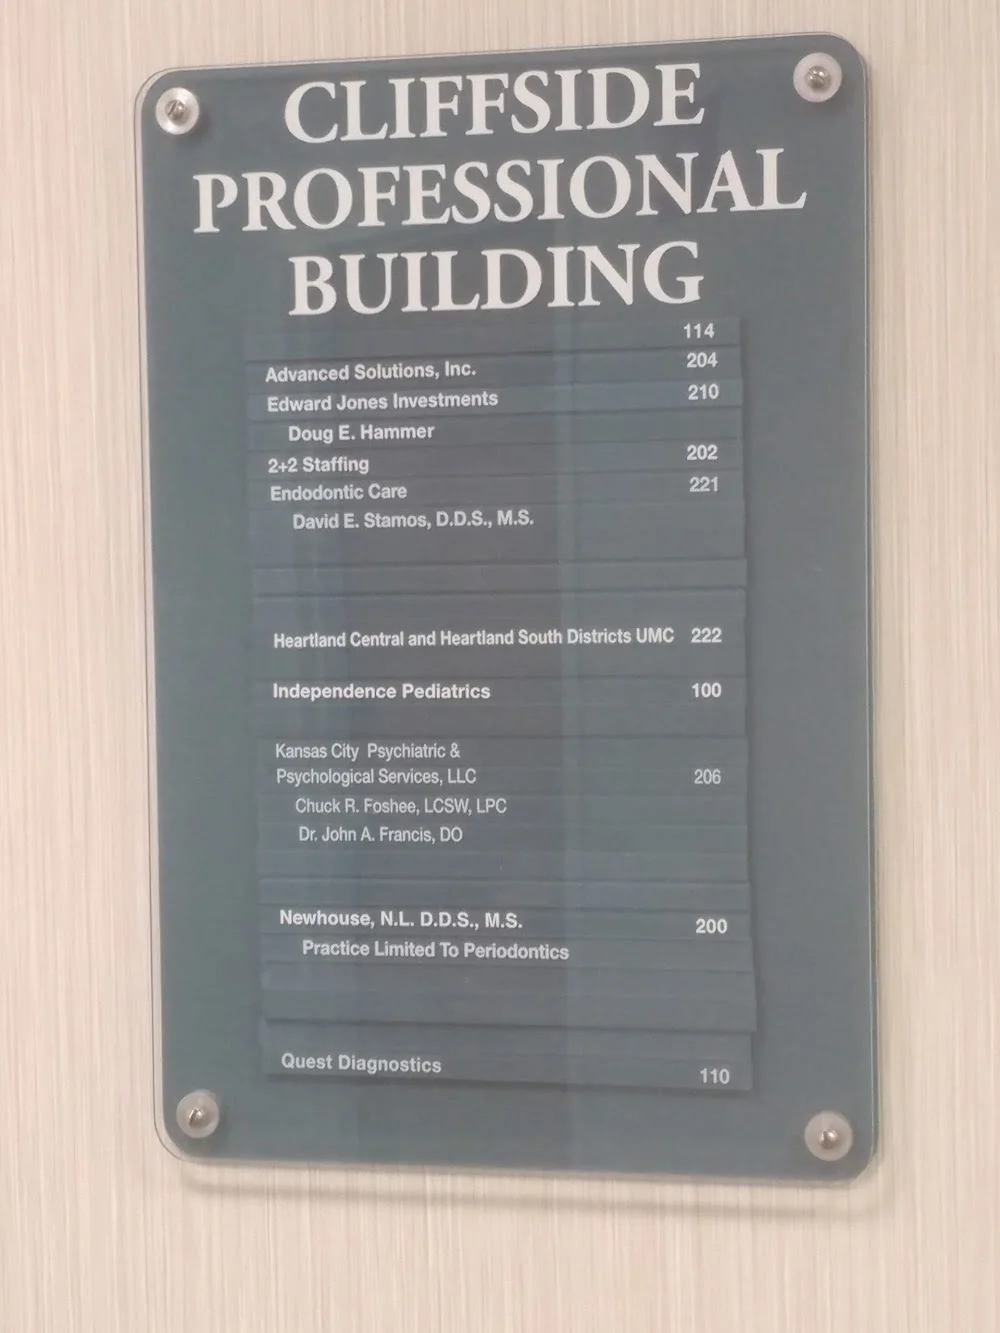 CLIFFSIDE
PROFESSIONAL
BUILDING
114
Advanced Solutions, Inc. 204
Edward Jones Investments 210
Doug E. Hammer
2+2 Staffing 202
Endodontic Care 221
David E. Stamos, D.D.S., M.S.
Heartland Central and Heartland South Districts UMC 222
Independence Pediatrics 100
Kansas City Psychiatric &
Psychological Services, LLC 206
Chuck R. Foshee, LCSW, LPC
Dr. John A. Francis, DO
Newhouse, N.L. D.D.S., M.S. 200
Practice Limited To Periodontics
Quest Diagnostics 110